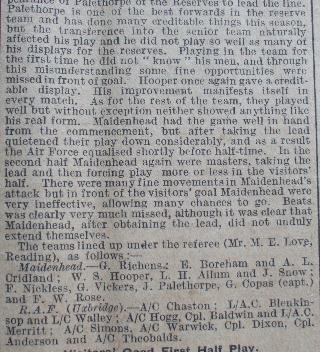 pearance of Palethorpe of the Reserves to lead the line.
Palethorpe is one of the best forwards in the reserve
team and has done many creditable things this season,
but the transference into the senior team naturally
affected his play and he did not play so well as many of
his displays for the reserves. Playing in the team for
the first time he did not " know " his men, and through
this misunderstanding some fine opportunities were
missed in front of goal. Hooper once again gave a credit-
able display. His improvement manifests itself in
every match. As for the rest of the team, they played
well but without exception neither showed anything like
his real form. Maidenhead had the game well in hand
from the commencement, but after taking the lead
quietened their play down considerably, and as a result
the Air Force equalised shortly before half-time. In the
second half Maidenhead again were masters, taking the
lead and then forcing play more or less in the visitors'
half. There were many fine movements in Maidenhead's
attack but in front of the visitors' goal Maidenhead were
very ineffective, allowing many chances to go. Beats
was clearly very much missed, although it was clear that
Maidenhead, after obtaining the lead, did not unduly
extend themselves.
The teams lined up under the referee (Mr. M. E. Love,
Reading), as follows :—
Maidenhead.—G. Richens; E. Boreham and A. L.
Cridland; W. S. Hooper, L. H. Allum and J. Snow;
F. Nickless, G. Vickers, J. Palethorpe, G. Copas (capt.)
and F. W. Rose.
R.A.F. (Uxbridge).—A/C Chaston; L/A.C. Blenkin-
sop and L/C Walley; A/C Hogg, Cpl. Baldwin and L/A.C.
Merritt; A/C Simons, A/C Warwick, Cpl. Dixon, Cpl.
Anderson and A/C Theobalds.
Visitors' Good First Half Play.